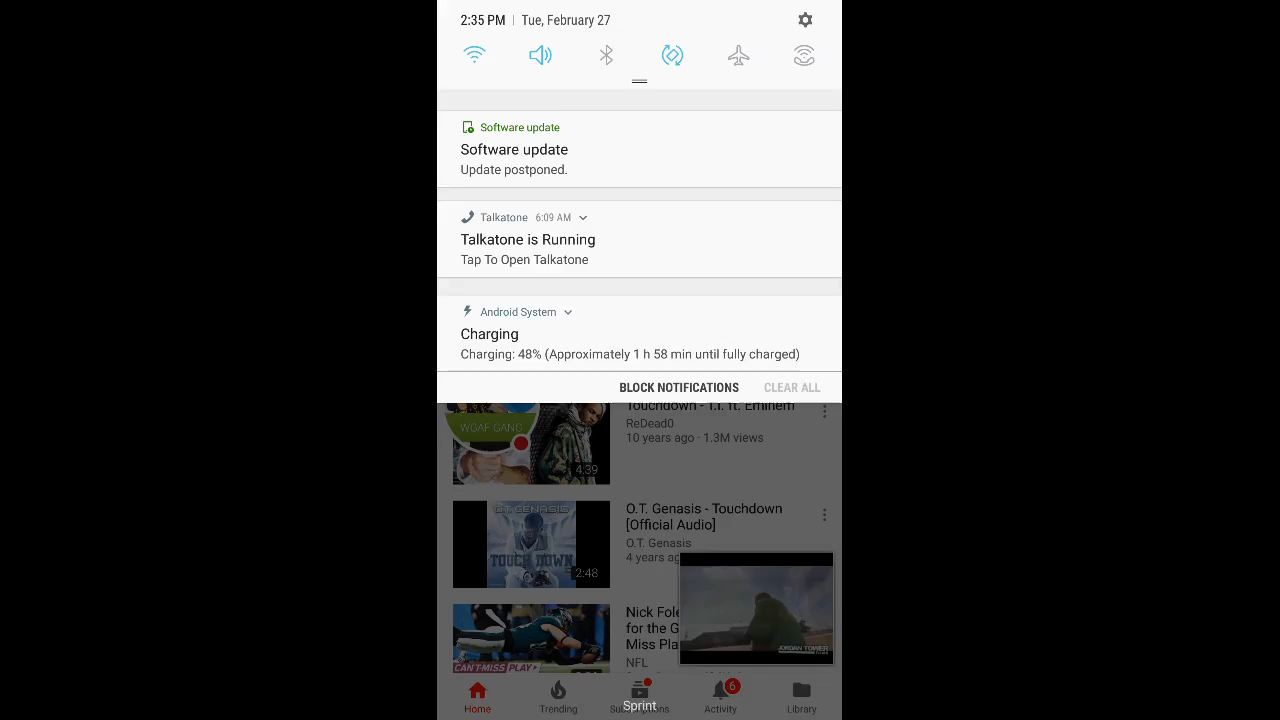 2:35 PM | Tue, February 27
Software update
Software update
Update postponed.
Talkatone 6:09 AM
Talkatone is Running
Tap To Open Talkatone
Android System
Charging
Charging: 48% (Approximately 1 h 58 min until fully charged)
BLOCK NOTIFICATIONS CLEAR ALL
Touchdown - T.I. ft. Eminem
ReDead0
10 years ago · 1.3M views
WGAF GANG
4:39
O.T. Genasis - Touchdown
[Official Audio]
O.T. Genasis
4 years ag
O.T. GENASIS
TOUCH DOWN
2:48
Nick Fole
for the G
Miss Pla
NFL
CAN'T-MISS PLAY
JORDAN TOWER
Home Trending Subscriptions Activity Library
6
Sprint